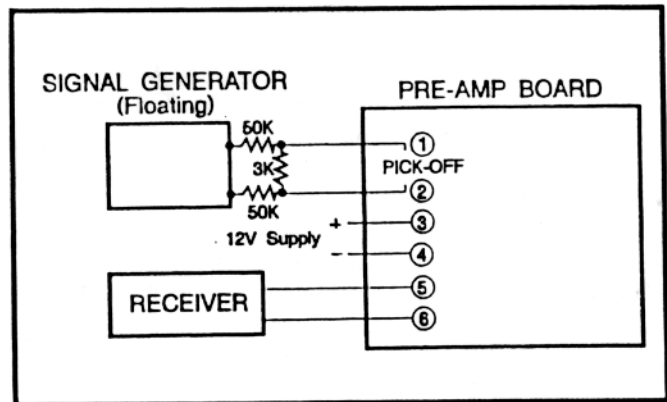 SIGNAL GENERATOR
(Floating)
PRE-AMP BOARD
50K
3K
50K
1
PICK-OFF
2
+
3
12V Supply
-
4
RECEIVER
5
6